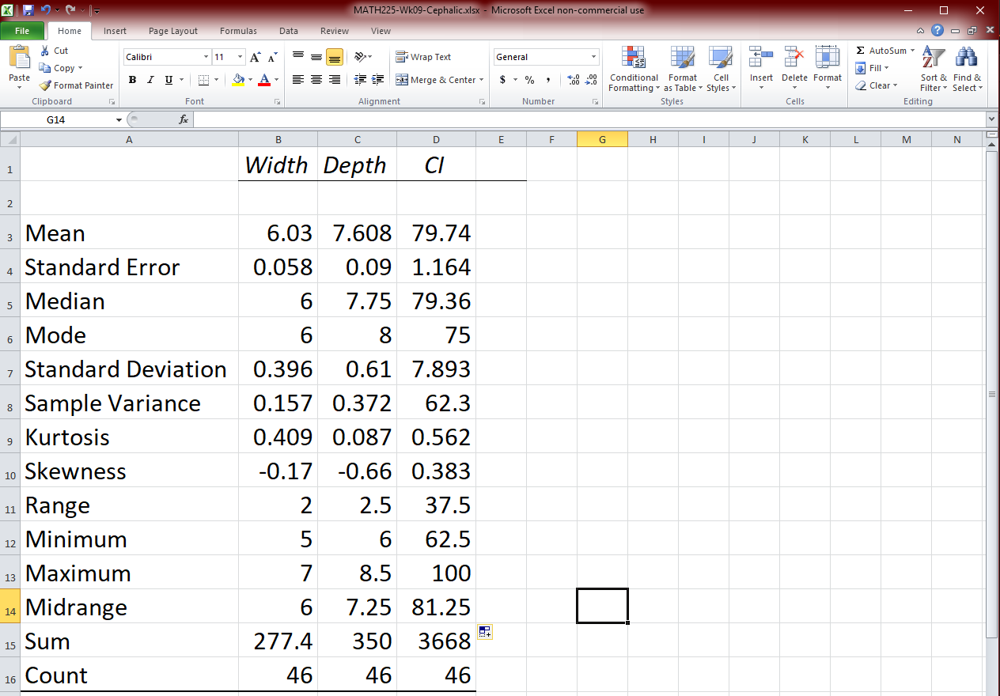 MATH225-Wk09-Cephalic.xlsx - Microsoft Excel non-commercial use
File Home Insert Page Layout Formulas Data Review View
Paste
Cut
Copy
Format Painter
Clipboard
Calibri 11 A A
B I U A
Font
Wrap Text
Merge & Center
Alignment
General
$ % , .00 .0 .00
Number
Conditional Formatting
Format as Table
Cell Styles
Styles
Insert Delete Format
Cells
Σ AutoSum
Fill
Clear
Sort & Filter
Find & Select
Editing
G14 fx
A B C D E F G H I J K L M N
1 Width Depth CI
2
3 Mean 6.03 7.608 79.74
4 Standard Error 0.058 0.09 1.164
5 Median 6 7.75 79.36
6 Mode 6 8 75
7 Standard Deviation 0.396 0.61 7.893
8 Sample Variance 0.157 0.372 62.3
9 Kurtosis 0.409 0.087 0.562
10 Skewness -0.17 -0.66 0.383
11 Range 2 2.5 37.5
12 Minimum 5 6 62.5
13 Maximum 7 8.5 100
14 Midrange 6 7.25 81.25
15 Sum 277.4 350 3668
16 Count 46 46 46